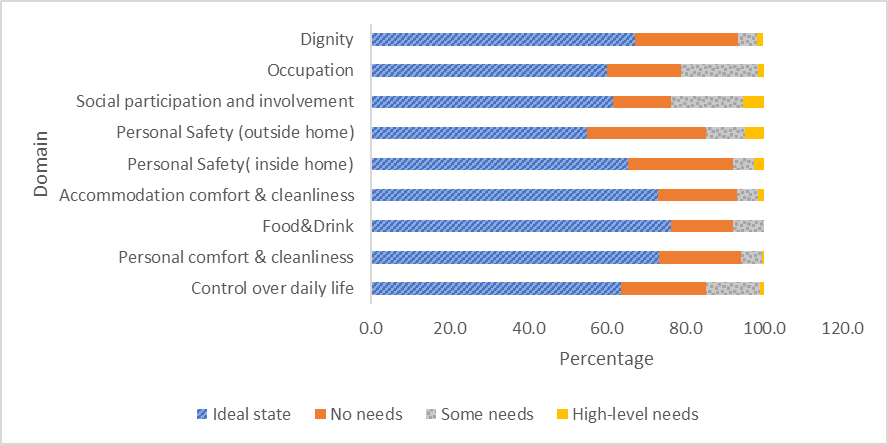 Dignity
Occupation
Social participation and involvement
Personal Safety (outside home)
Personal Safety( inside home)
Accommodation comfort & cleanliness
Food&Drink
Personal comfort & cleanliness
Control over daily life
Domain
0.0 20.0 40.0 60.0 80.0 100.0 120.0
Percentage
Ideal state No needs Some needs High-level needs